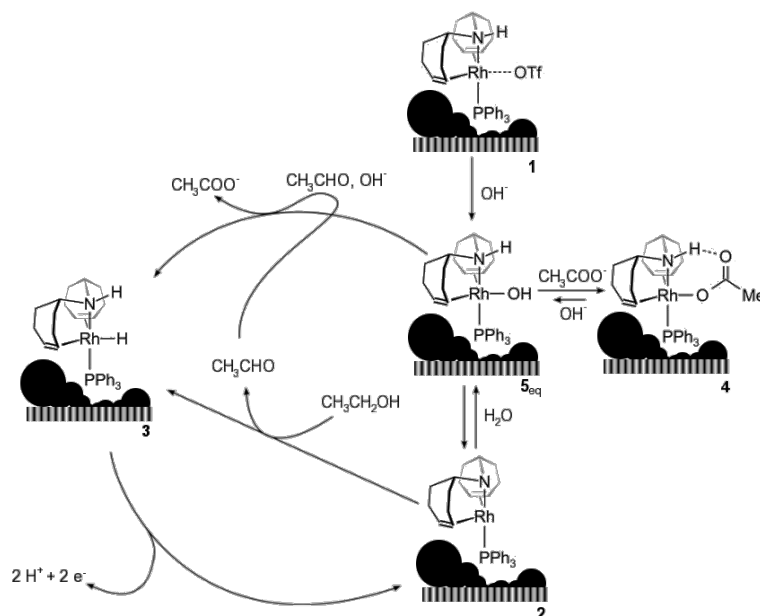 N H
Rh OTf
PPh₃
1
OH⁻
CH₃COO⁻
CH₃CHO, OH⁻
N H
Rh OH
PPh₃
5eq
CH₃COO⁻
OH⁻
N H O
Rh O Me
PPh₃
4
N H
Rh H
PPh₃
3
CH₃CHO
CH₃CH₂OH
H₂O
N
Rh
PPh₃
2
2 H⁺ + 2 e⁻